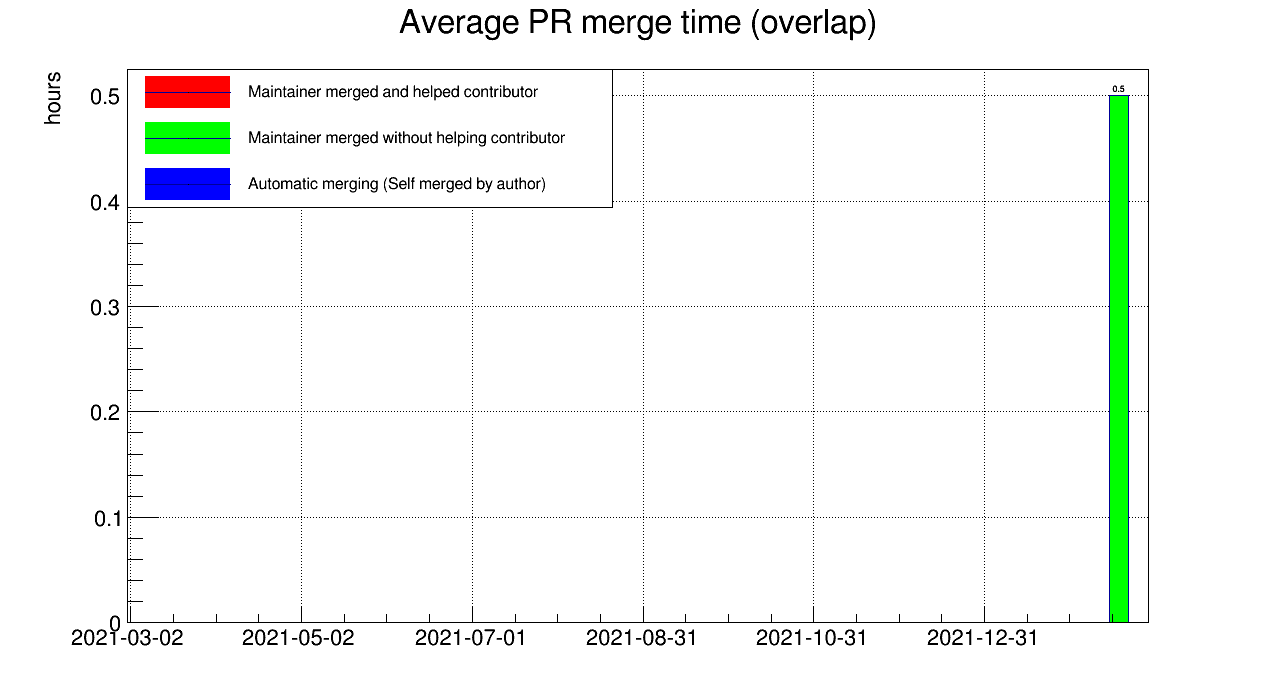 Average PR merge time (overlap)
hours
Maintainer merged and helped contributor
Maintainer merged without helping contributor
Automatic merging (Self merged by author)
0.5
0.5
0.4
0.3
0.2
0.1
0
2021-03-02 2021-05-02 2021-07-01 2021-08-31 2021-10-31 2021-12-31